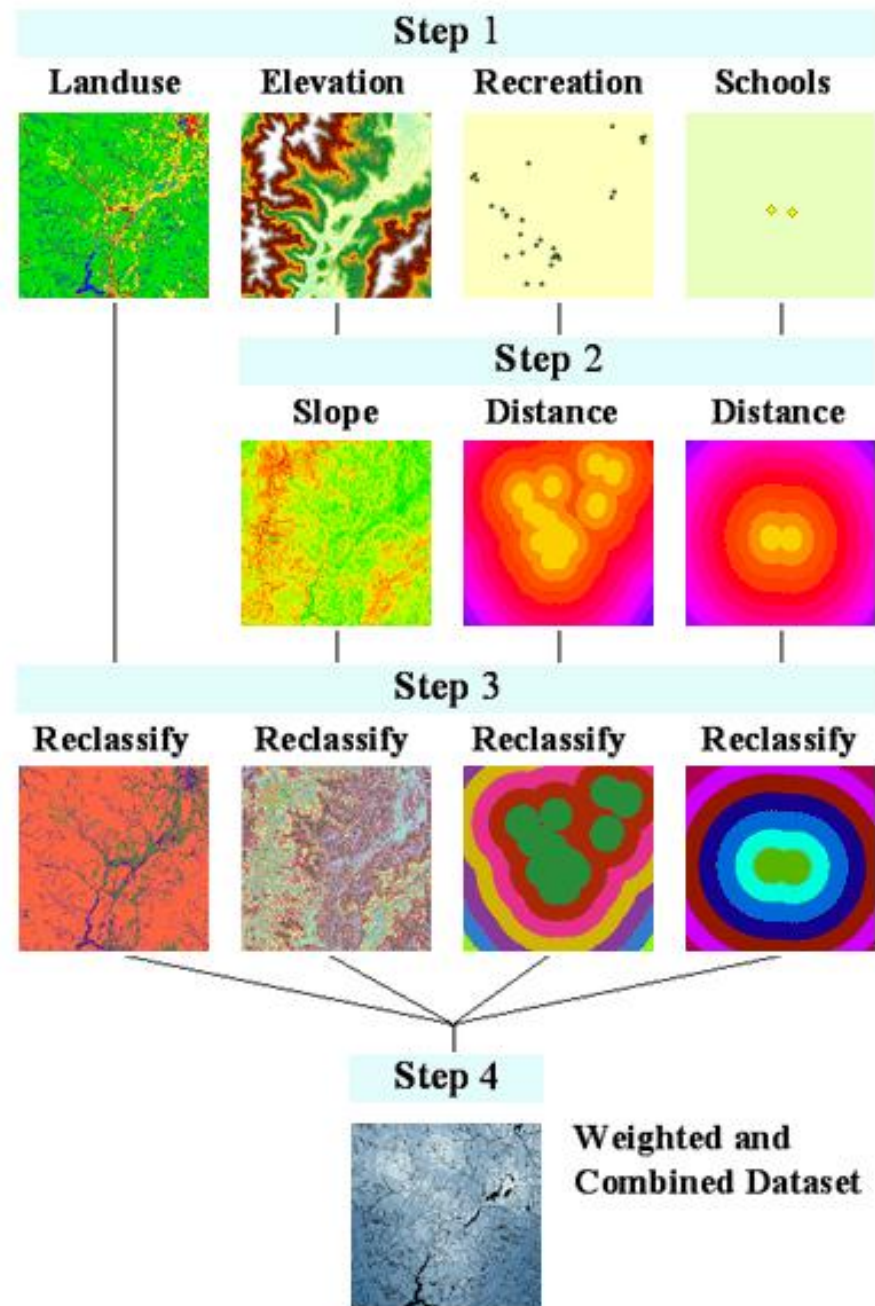 Step 1
Landuse Elevation Recreation Schools
Step 2
Slope Distance Distance
Step 3
Reclassify Reclassify Reclassify Reclassify
Step 4
Weighted and
Combined Dataset